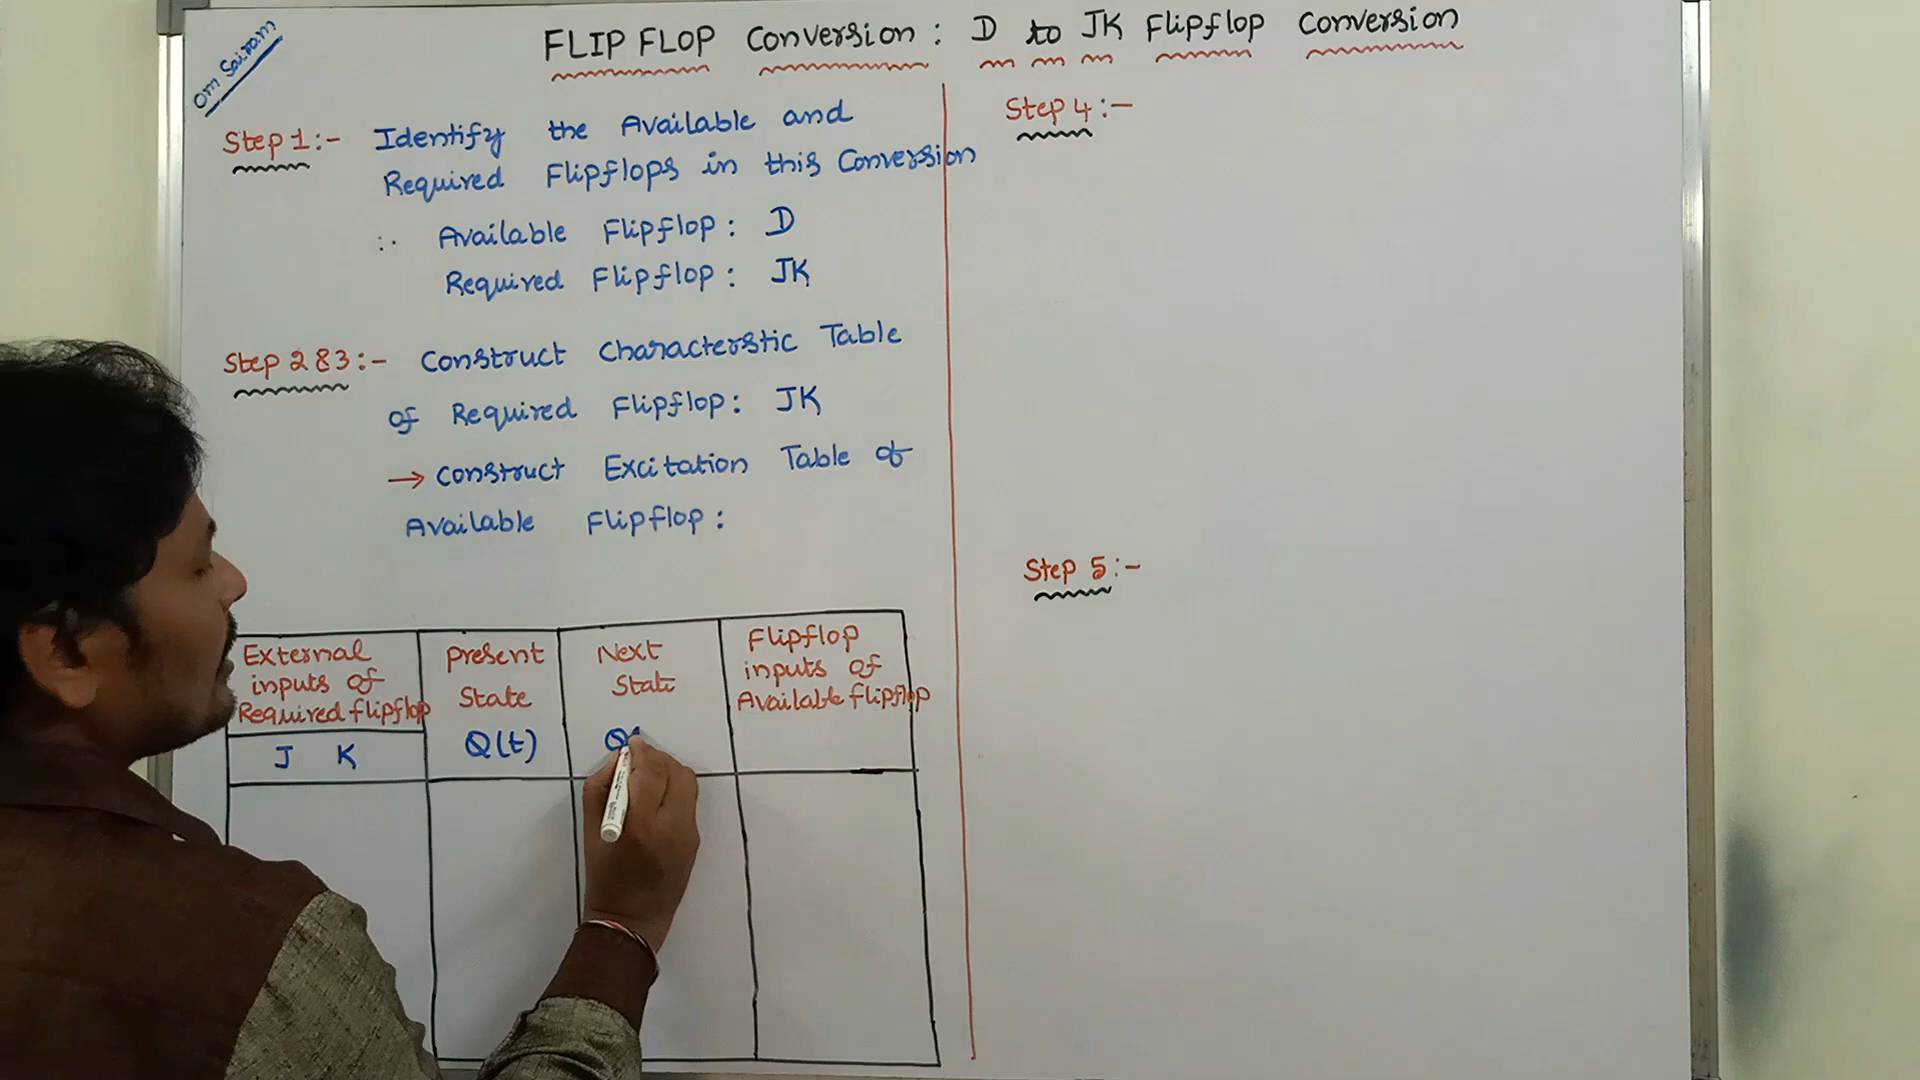 Om Sairam
FLIP FLOP Conversion : D to JK Flipflop Conversion
Step 1 :- Identify the Available and
Required Flipflops in this Conversion
∴ Available Flipflop : D
Required Flipflop : JK
Step 2 & 3 :- Construct Characterstic Table
of Required Flipflop : JK
→ Construct Excitation Table of
Available Flipflop :
External
inputs of
Required flipflop
J K
present
State
Q(t)
Next
State
Q(
Flipflop
inputs of
Available flipflop
Step 4 :-
Step 5 :-